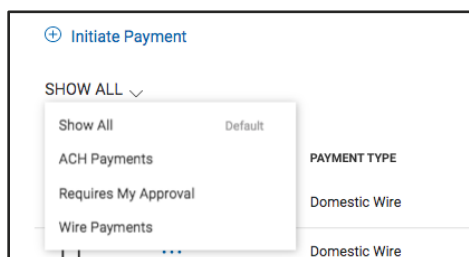 Initiate Payment
SHOW ALL
Show All Default
ACH Payments
PAYMENT TYPE
Requires My Approval
Domestic Wire
Wire Payments
Domestic Wire